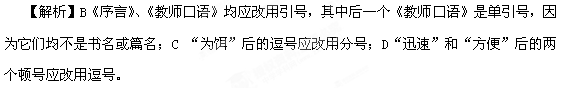 【解析】B《序言》、《教师口语》均应改用引号，其中后一个《教师口语》是单引号，因
为它们均不是书名或篇名；C “为饵”后的逗号应改用分号；D“迅速”和“方便”后的两
个顿号应改用逗号。